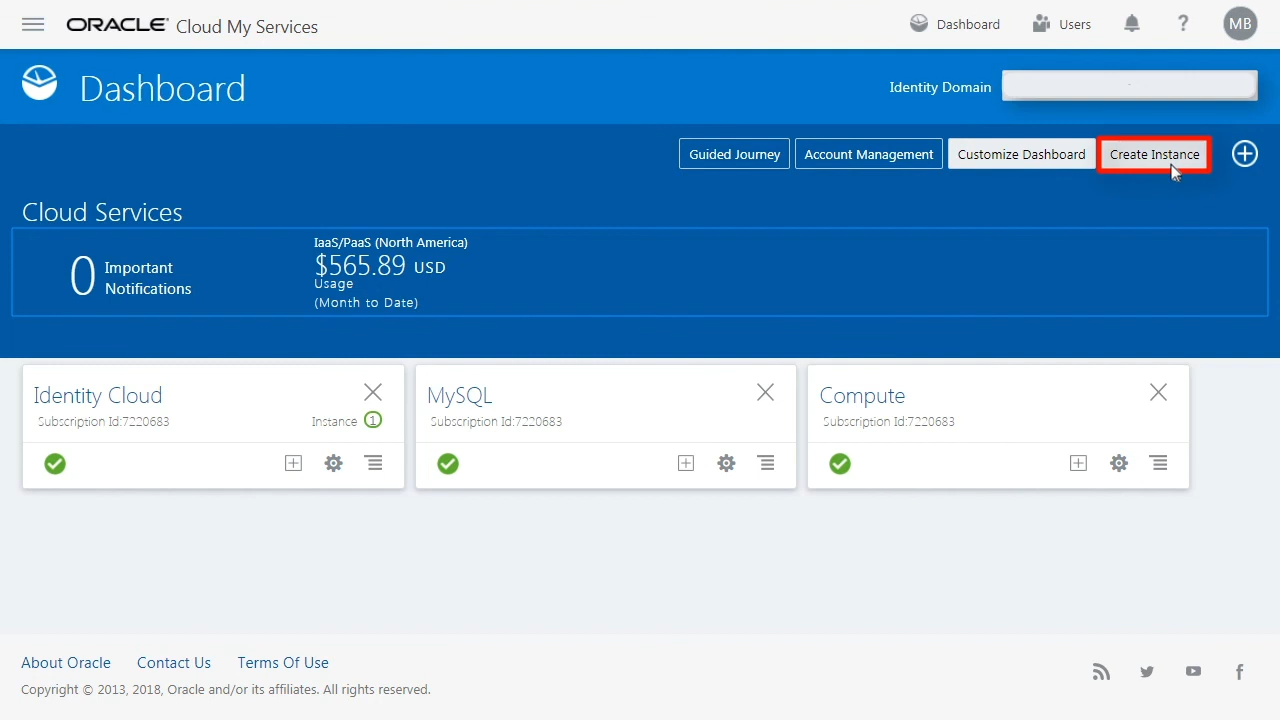 ORACLE Cloud My Services
Dashboard
Users
?
MB
Dashboard
Identity Domain
Guided Journey
Account Management
Customize Dashboard
Create Instance
Cloud Services
0 Important Notifications
IaaS/PaaS (North America)
$565.89 USD
Usage
(Month to Date)
Identity Cloud
Subscription Id:7220683
Instance 1
MySQL
Subscription Id:7220683
Compute
Subscription Id:7220683
About Oracle
Contact Us
Terms Of Use
Copyright © 2013, 2018, Oracle and/or its affiliates. All rights reserved.